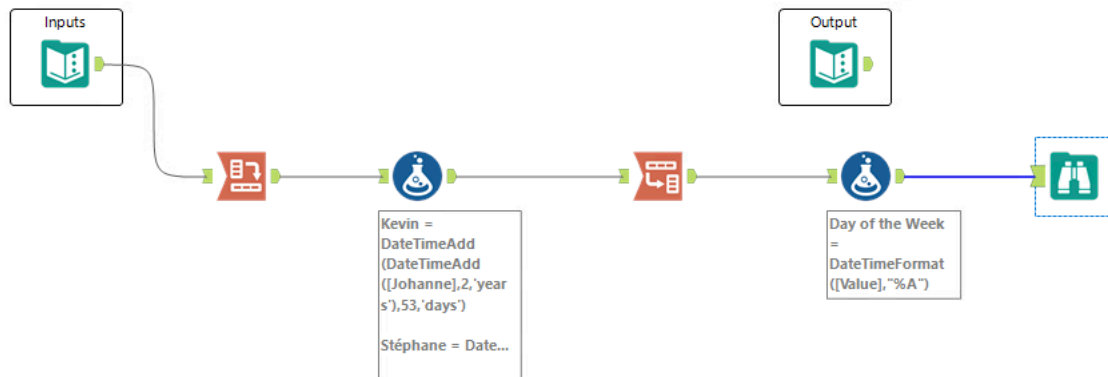 Inputs
Output
Kevin =
DateTimeAdd
(DateTimeAdd
([Johanne],2,'year
s'),53,'days')
Stéphane = Date...
Day of the Week
=
DateTimeFormat
([Value],"%A")